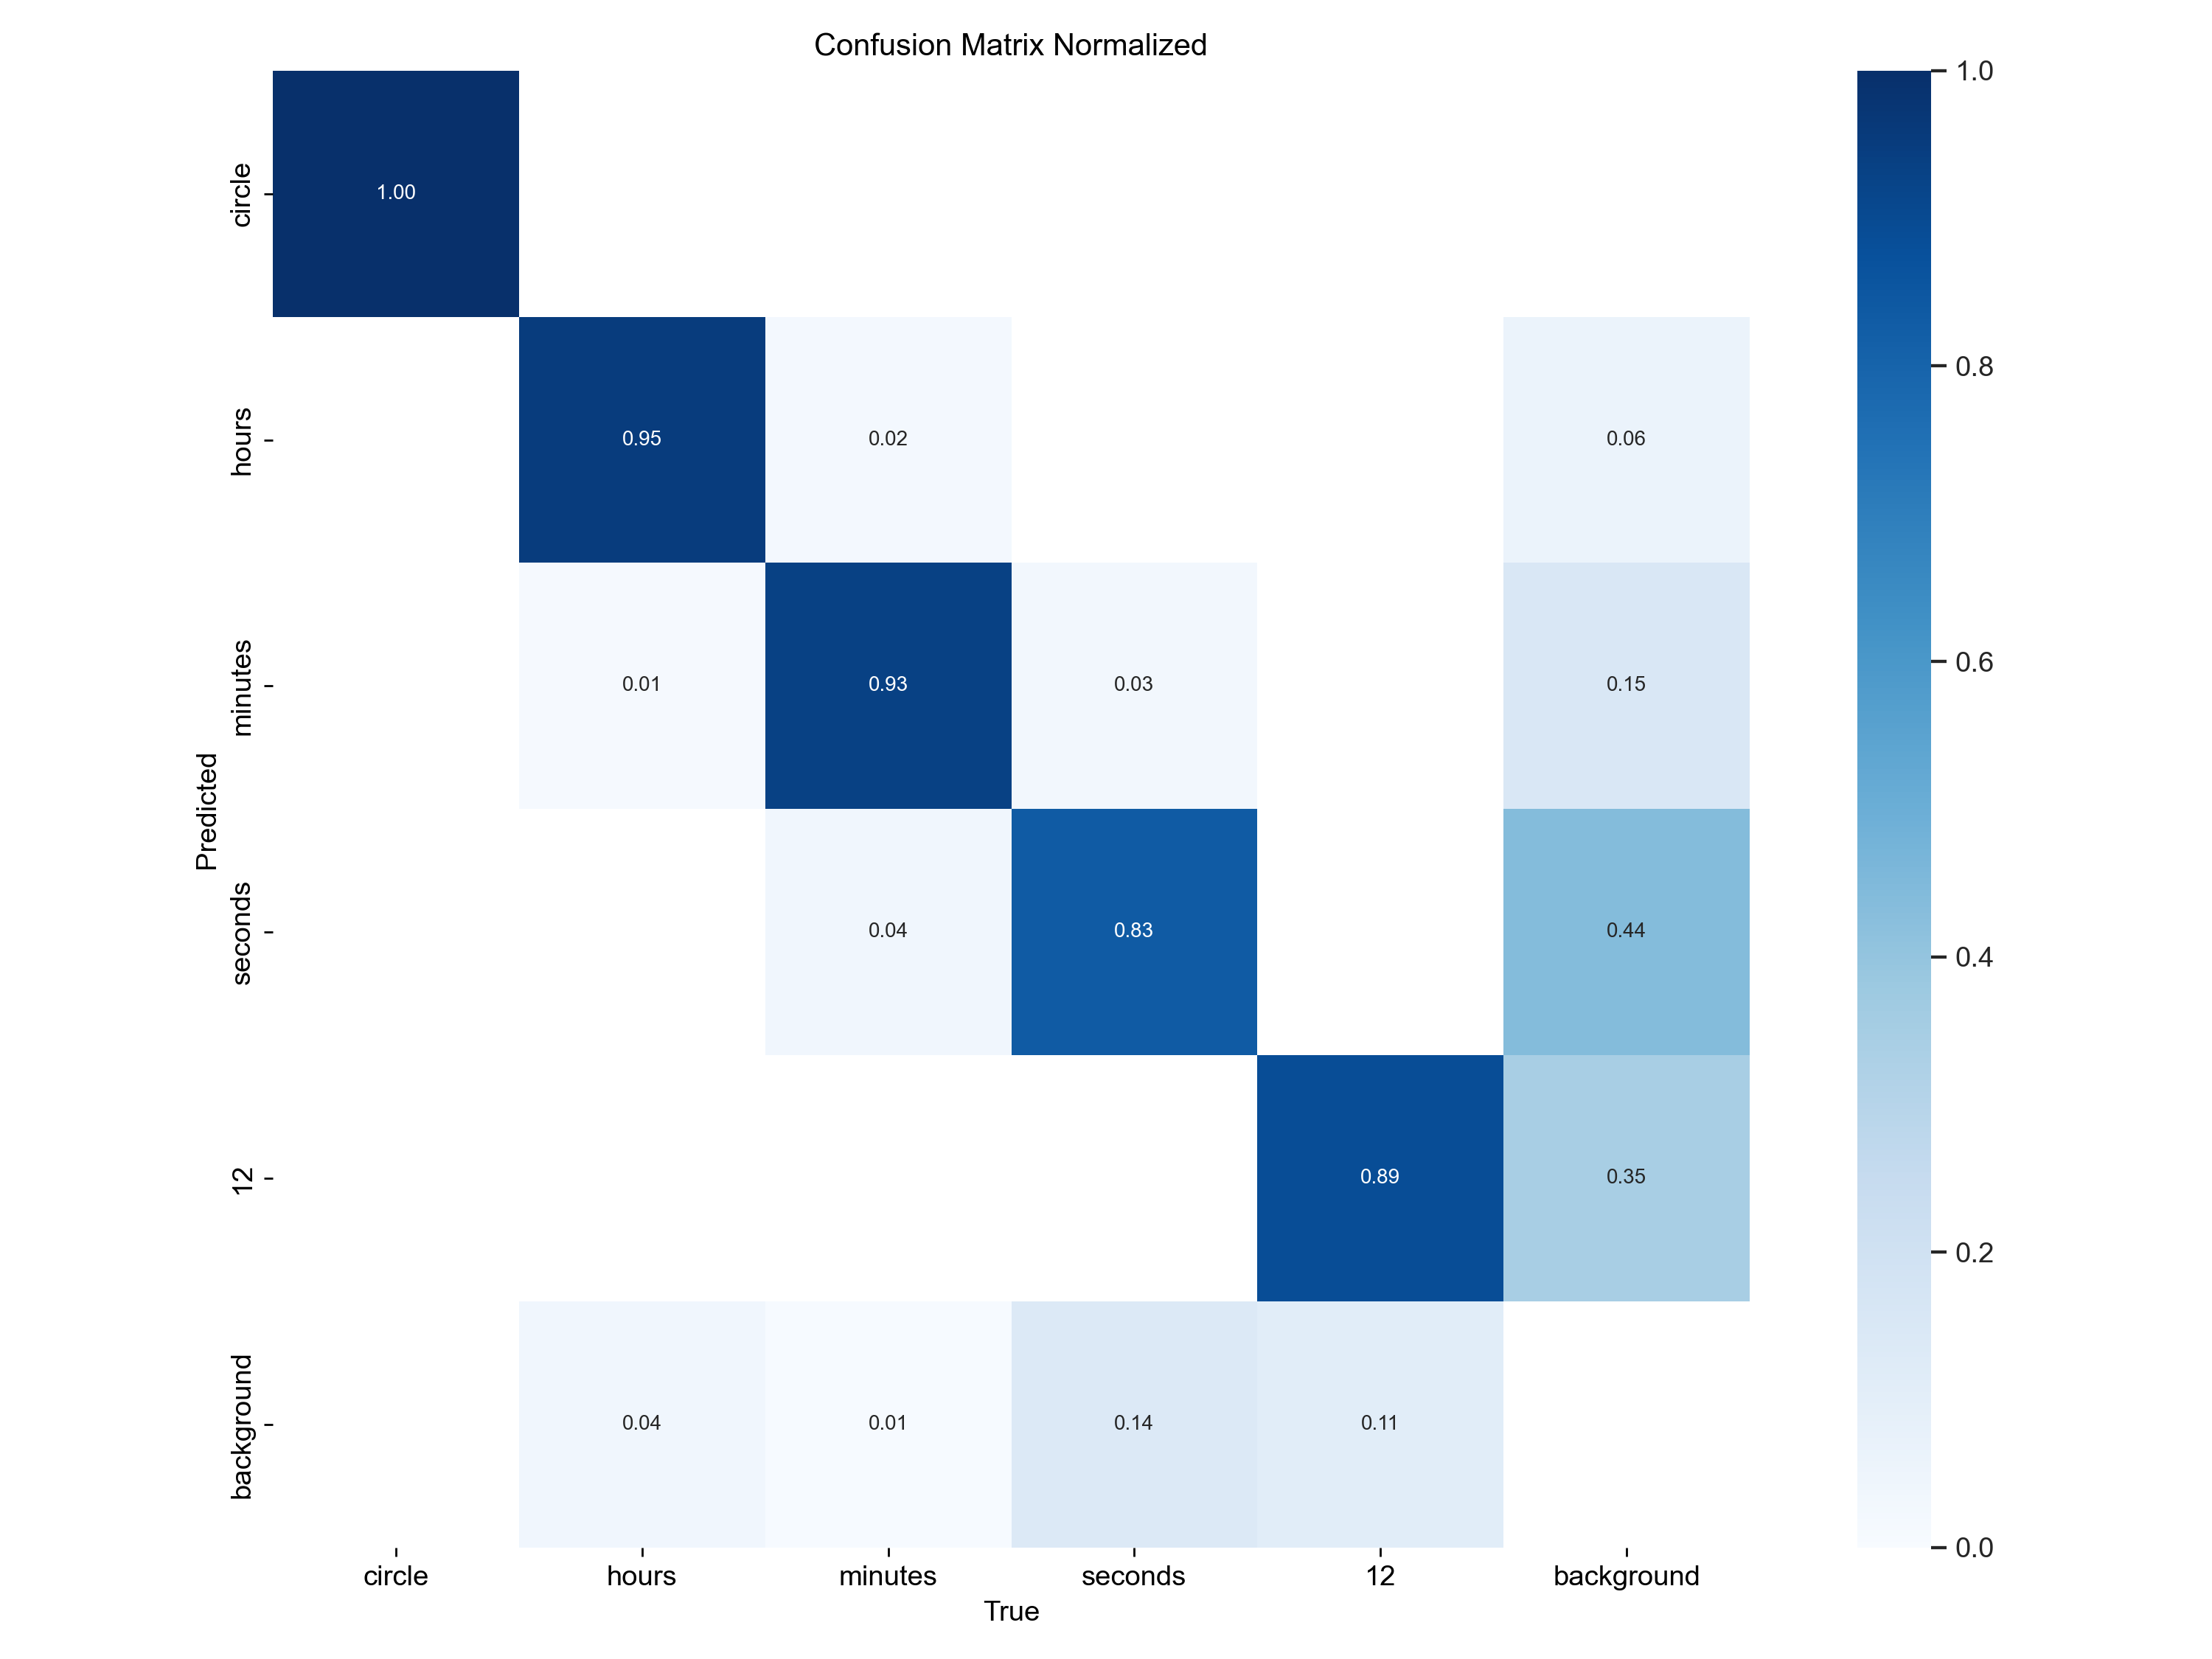 Confusion Matrix Normalized
circle
1.00
hours
0.95
0.02
0.06
minutes
0.01
0.93
0.03
0.15
seconds
0.04
0.83
0.44
12
0.89
0.35
background
0.04
0.01
0.14
0.11
Predicted
circle
hours
minutes
seconds
12
background
True
1.0
0.8
0.6
0.4
0.2
0.0